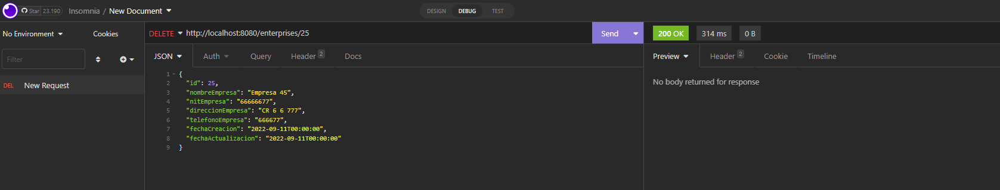 Star 23.190 Insomnia / New Document DESIGN DEBUG TEST
No Environment Cookies DELETE http://localhost:8080/enterprises/25 Send 200 OK 314 ms 0 B
Filter JSON Auth Query Header 2 Docs Preview Header 2 Cookie Timeline
DEL New Request
1 {
2 "id": 25,
3 "nombreEmpresa": "Empresa 45",
4 "nitEmpresa": "66666677",
5 "direccionEmpresa": "CR 6 6 777",
6 "telefonoEmpresa": "666677",
7 "fechaCreacion": "2022-09-11T00:00:00",
8 "fechaActualizacion": "2022-09-11T00:00:00"
9 }
No body returned for response